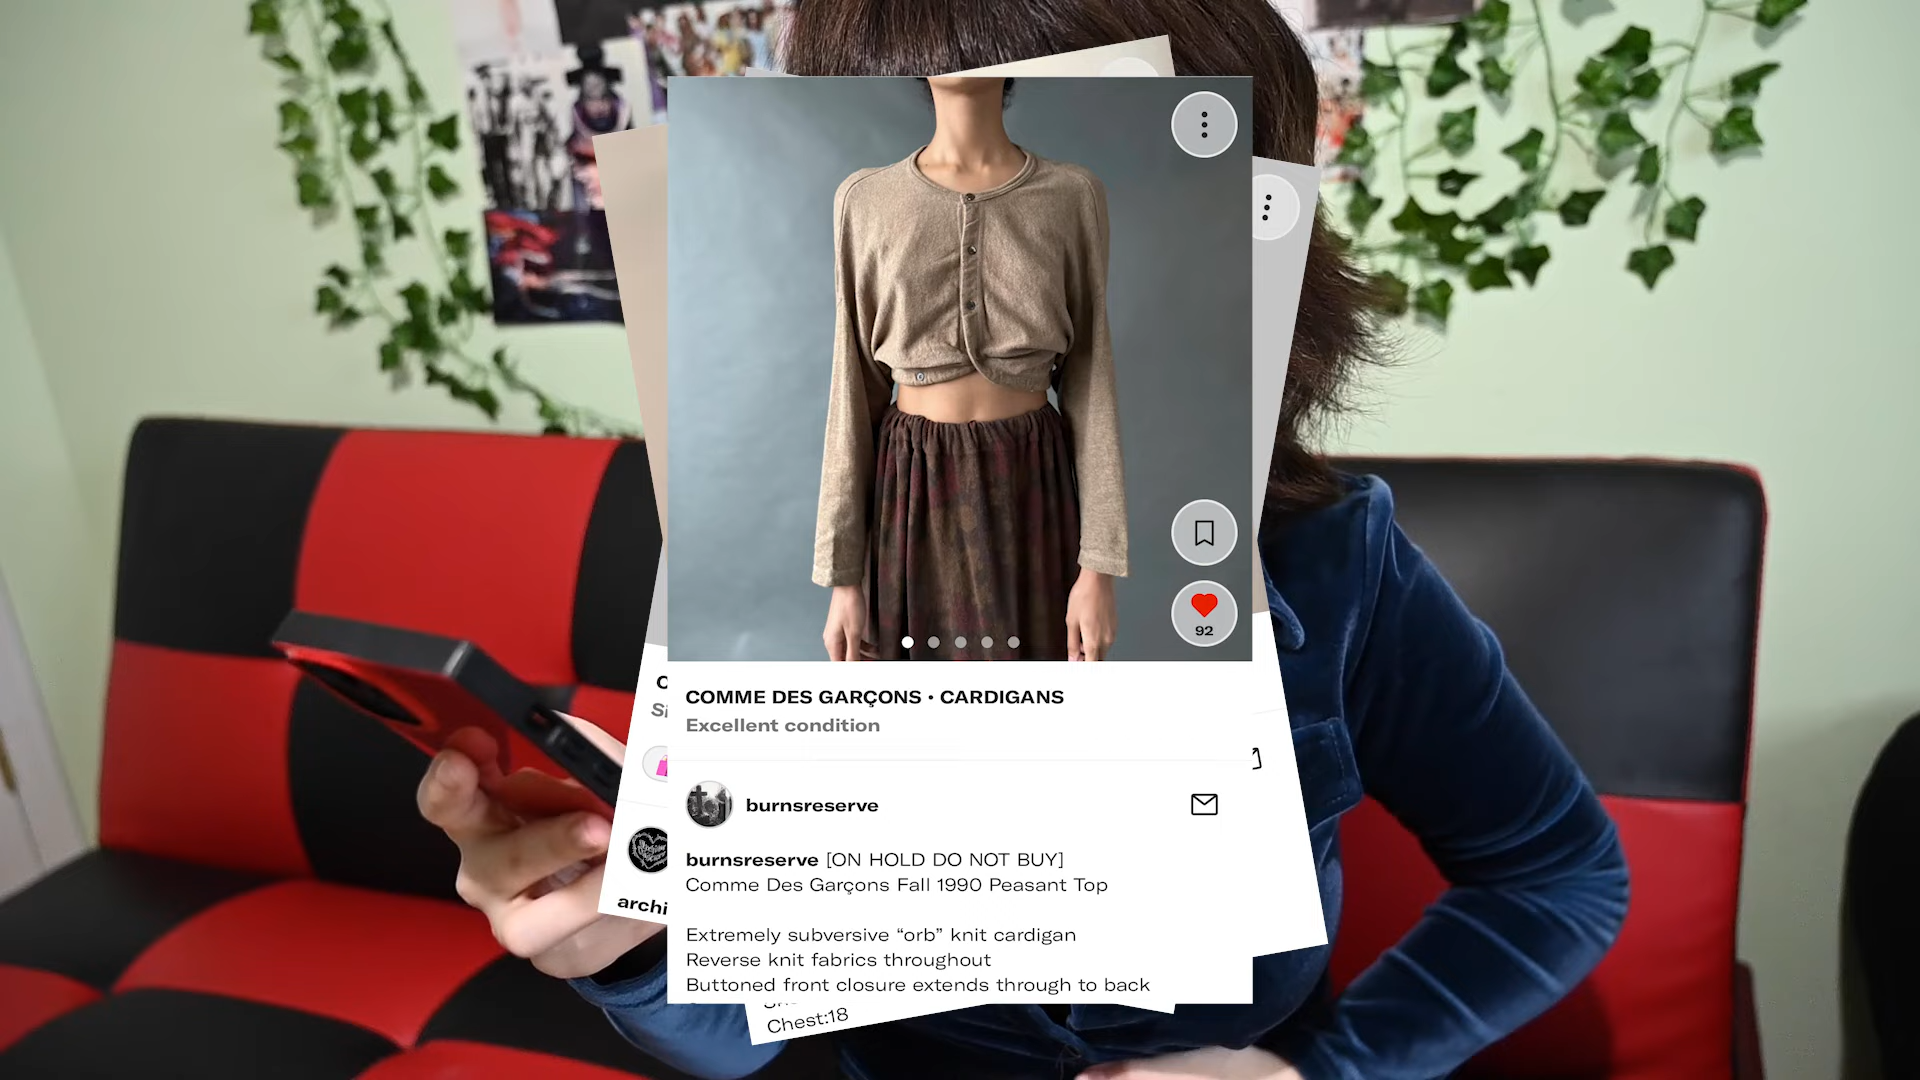 92
COMME DES GARÇONS • CARDIGANS
Excellent condition
burnsreserve
burnsreserve [ON HOLD DO NOT BUY]
Comme Des Garçons Fall 1990 Peasant Top
Extremely subversive “orb” knit cardigan
Reverse knit fabrics throughout
Buttoned front closure extends through to back
Chest:18